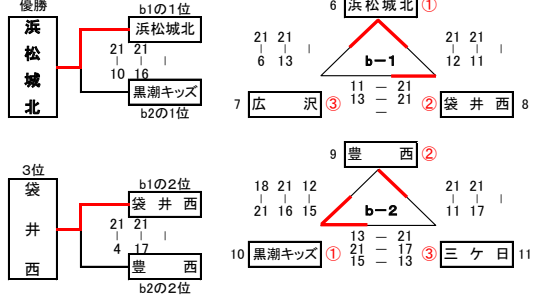 優勝
浜松城北
b1の1位
浜松城北
21 21
｜ ｜
10 16
黒潮キッズ
b2の1位
6 浜松城北 ①
21 21
｜ ｜ ｜
6 13
b－1
21 21
｜ ｜ ｜
12 11
11 － 21
13 － 21
－
7 広沢 ③
② 袋井西 8
3位
袋井西
b1の2位
袋井西
21 21
｜ ｜
4 17
豊西
b2の2位
9 豊西 ②
18 21 12
｜ ｜ ｜
21 16 15
b－2
21 21
｜ ｜ ｜
11 17
13 － 21
21 － 17
15 － 13
10 黒潮キッズ ①
③ 三ケ日 11